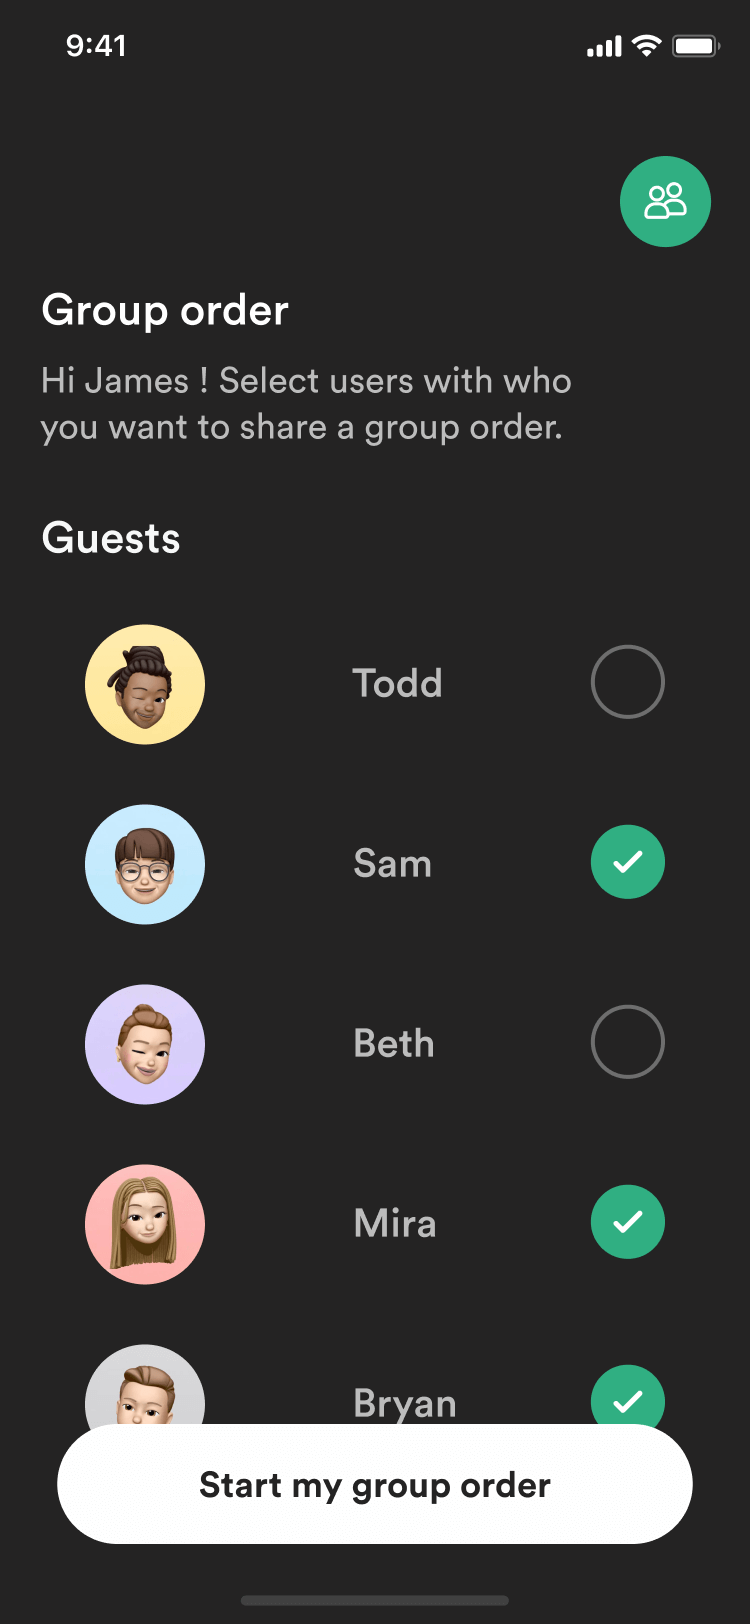 9:41
Group order
Hi James ! Select users with who
you want to share a group order.
Guests
Todd
Sam
Beth
Mira
Bryan
Start my group order